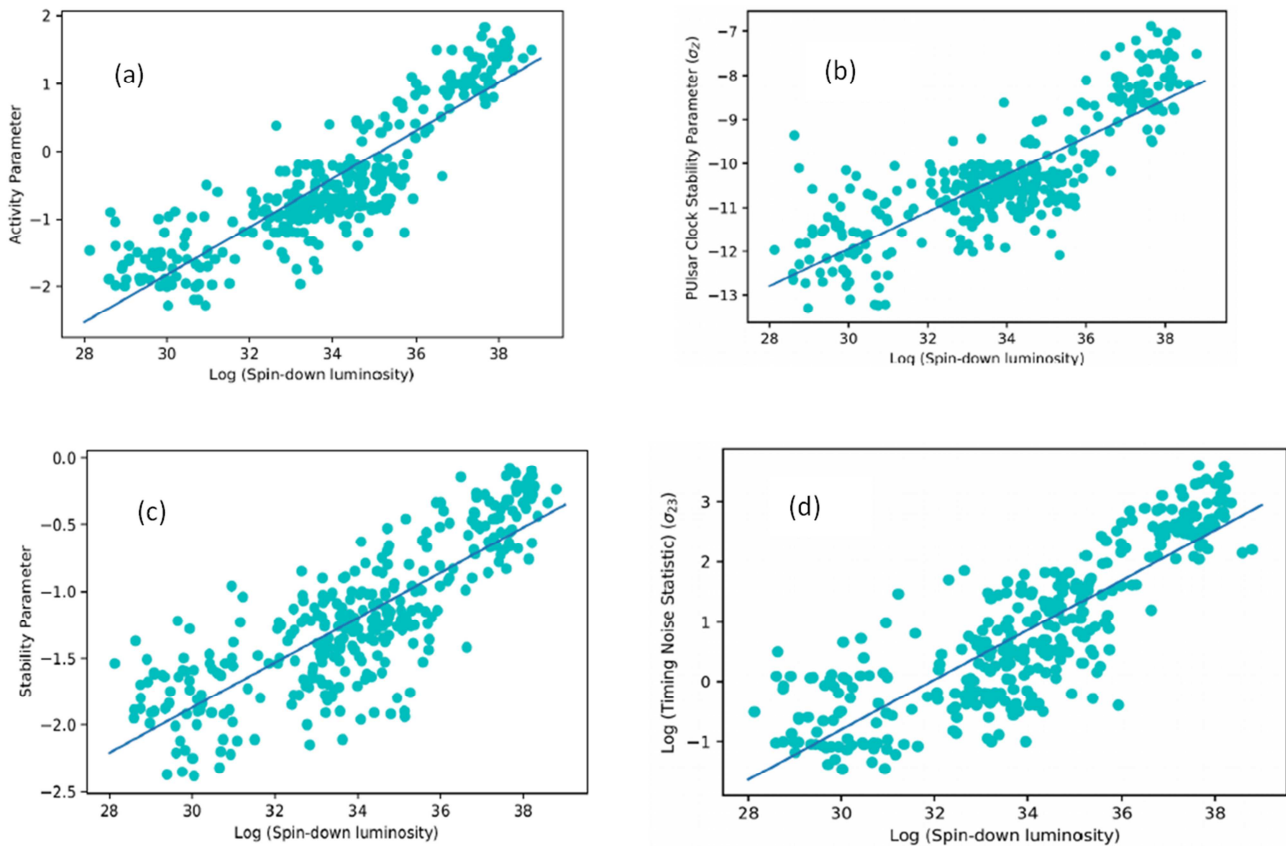 (a)
Activity Parameter
2
1
0
−1
−2
28 30 32 34 36 38
Log (Spin-down luminosity)
(b)
PUlsar Clock Stability Parameter (σ2)
−7
−8
−9
−10
−11
−12
−13
28 30 32 34 36 38
Log (Spin-down luminosity)
(c)
Stability Parameter
0.0
−0.5
−1.0
−1.5
−2.0
−2.5
28 30 32 34 36 38
Log (Spin-down luminosity)
(d)
Log (Timing Noise Statistic) (σ23)
3
2
1
0
−1
28 30 32 34 36 38
Log (Spin-down luminosity)